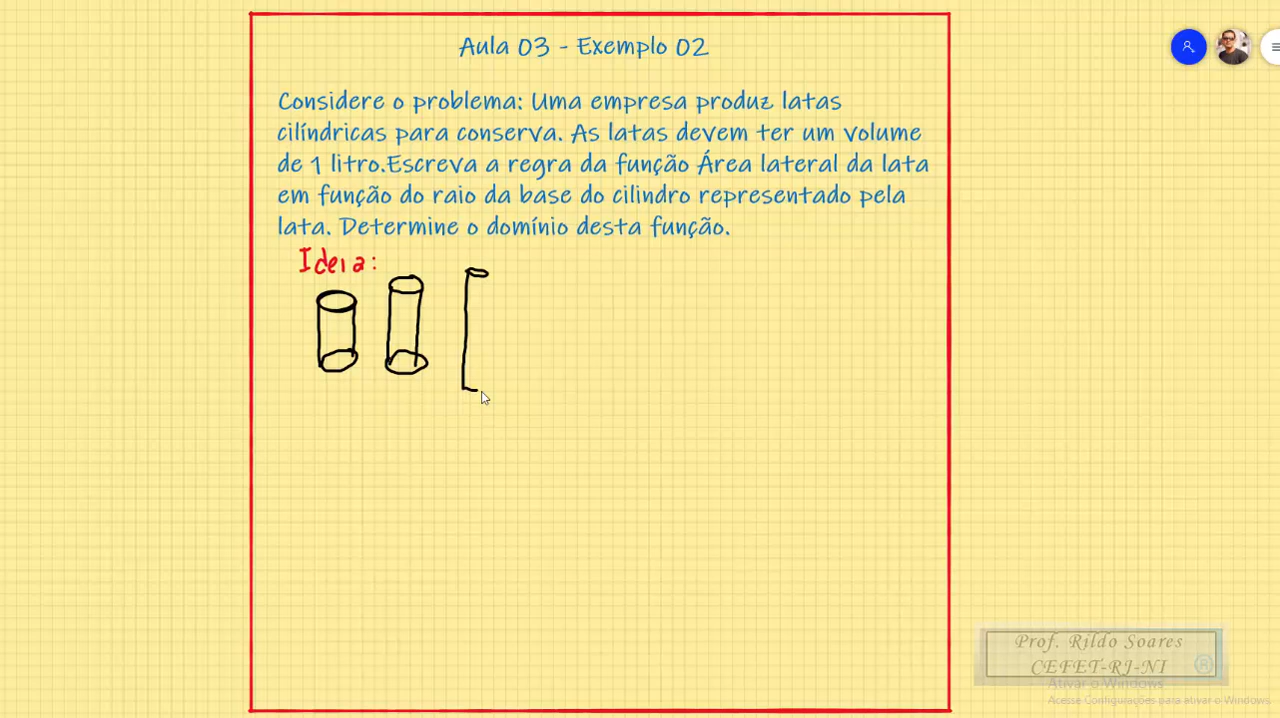 Aula 03 - Exemplo 02
Considere o problema: Uma empresa produz latas
cilíndricas para conserva. As latas devem ter um volume
de 1 litro.Escreva a regra da função Área lateral da lata
em função do raio da base do cilindro representado pela
lata. Determine o domínio desta função.
Ideia:
Prof. Rildo Soares
CEFET-RJ-NI
Ativar o Windows
Acesse Configurações para ativar o Windows.